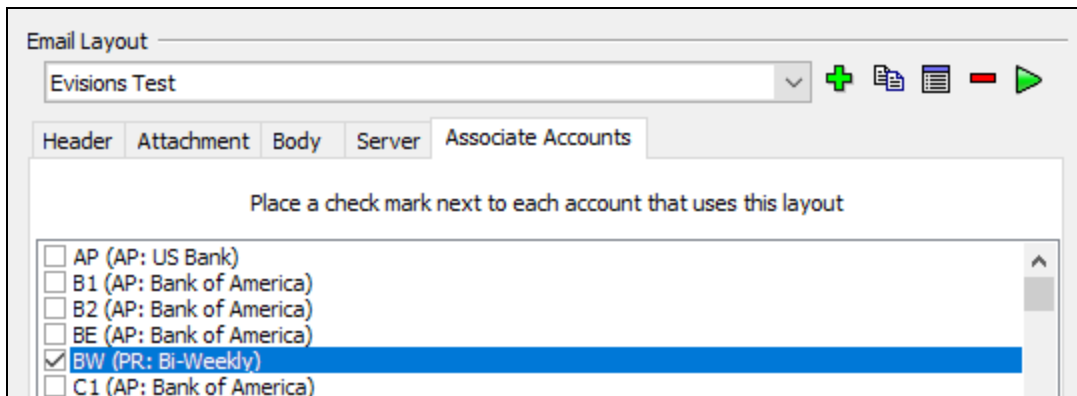 Email Layout
Evisions Test
Header Attachment Body Server Associate Accounts
Place a check mark next to each account that uses this layout
AP (AP: US Bank)
B1 (AP: Bank of America)
B2 (AP: Bank of America)
BE (AP: Bank of America)
BW (PR: Bi-Weekly)
C1 (AP: Bank of America)